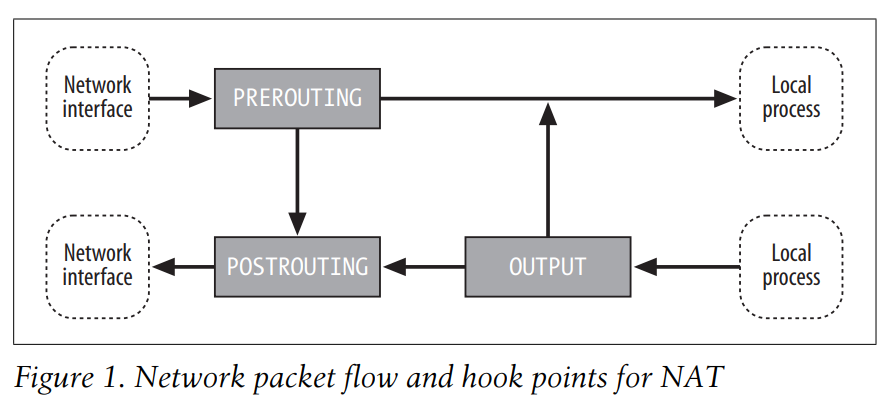 Network
interface
PREROUTING
Local
process
Network
interface
POSTROUTING
OUTPUT
Local
process
Figure 1. Network packet flow and hook points for NAT